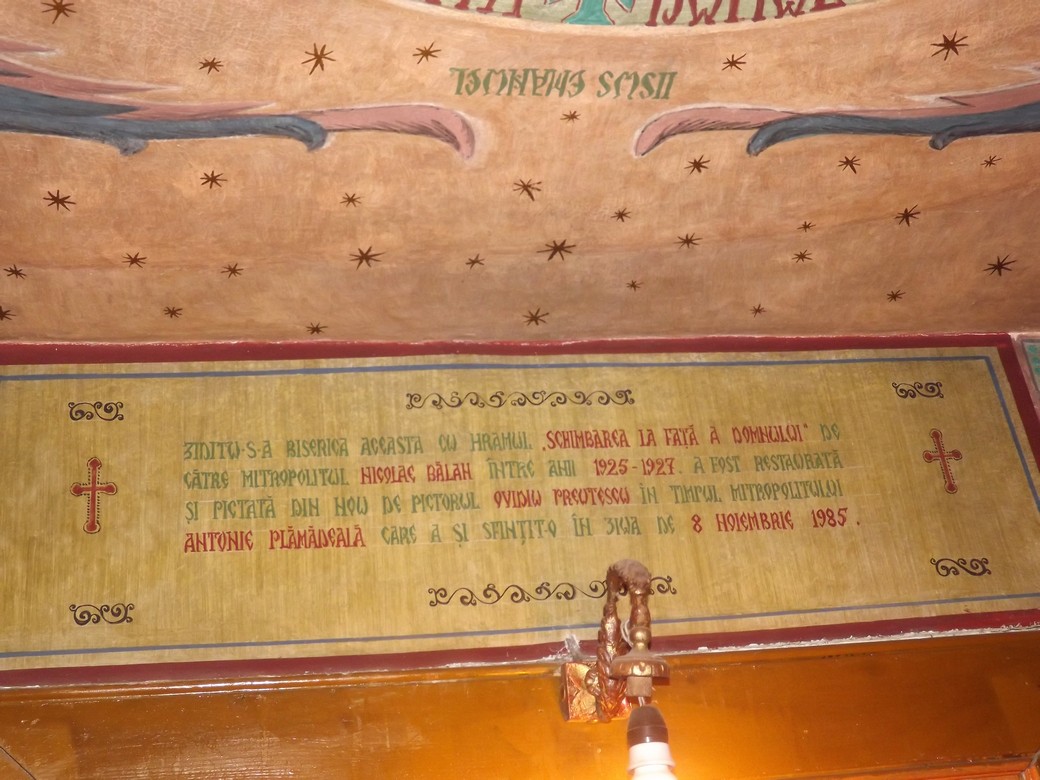 IISUS EMANUEL
ZIDITU-S-A BISERICA ACEASTA CU HRAMUL „SCHIMBAREA LA FAȚĂ A DOMNULUI" DE
CĂTRE MITROPOLITUL NICOLAE BĂLAN ÎNTRE ANII 1925-1927. A FOST RESTAURATĂ
ȘI PICTATĂ DIN NOU DE PICTORUL OVIDIU PREUTESCU ÎN TIMPUL MITROPOLITULUI
ANTONIE PLĂMĂDEALĂ CARE A ȘI SFINȚIT-O ÎN ZIUA DE 8 NOIEMBRIE 1985.